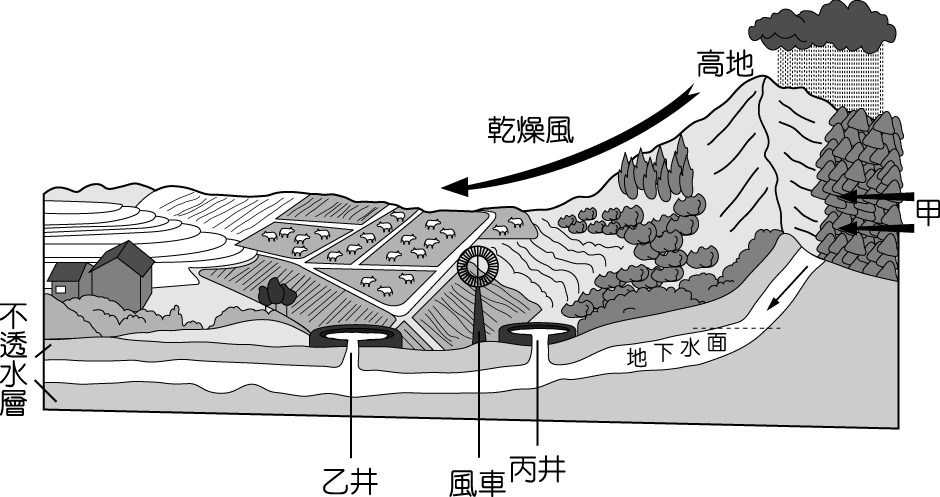 高地
乾燥風
甲
不透水層
地下水面
乙井
風車
丙井